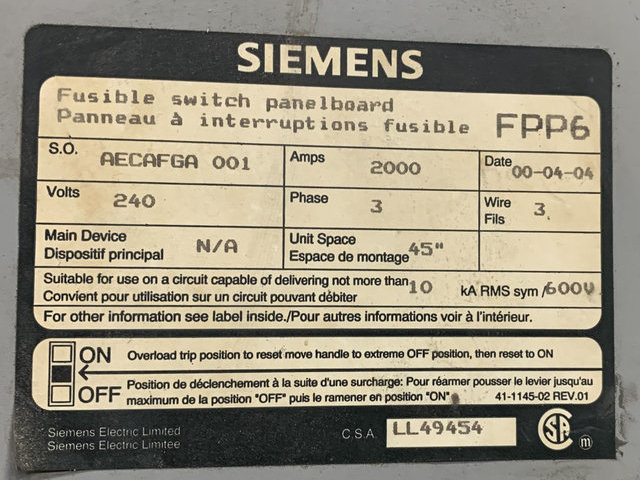 SIEMENS
Fusible switch panelboard
Panneau à interruptions fusible FPP6
S.O. AECAFGA 001 Amps 2000 Date 00-04-04
Volts 240 Phase 3 Wire Fils 3
Main Device Dispositif principal N/A Unit Space Espace de montage 45"
Suitable for use on a circuit capable of delivering not more than
Convient pour utilisation sur un circuit pouvant débiter 10 kA RMS sym /600V
For other information see label inside./Pour autres informations voir à l'intérieur.
ON Overload trip position to reset move handle to extreme OFF position, then reset to ON
OFF Position de déclenchement à la suite d'une surcharge: Pour réarmer pousser le levier jusqu'au
maximum de la position "OFF" puis le ramener en position "ON" 41-1145-02 REV.01
Siemens Electric Limited
Siemens Electric Limitee
C.S.A. LL49454
SA m